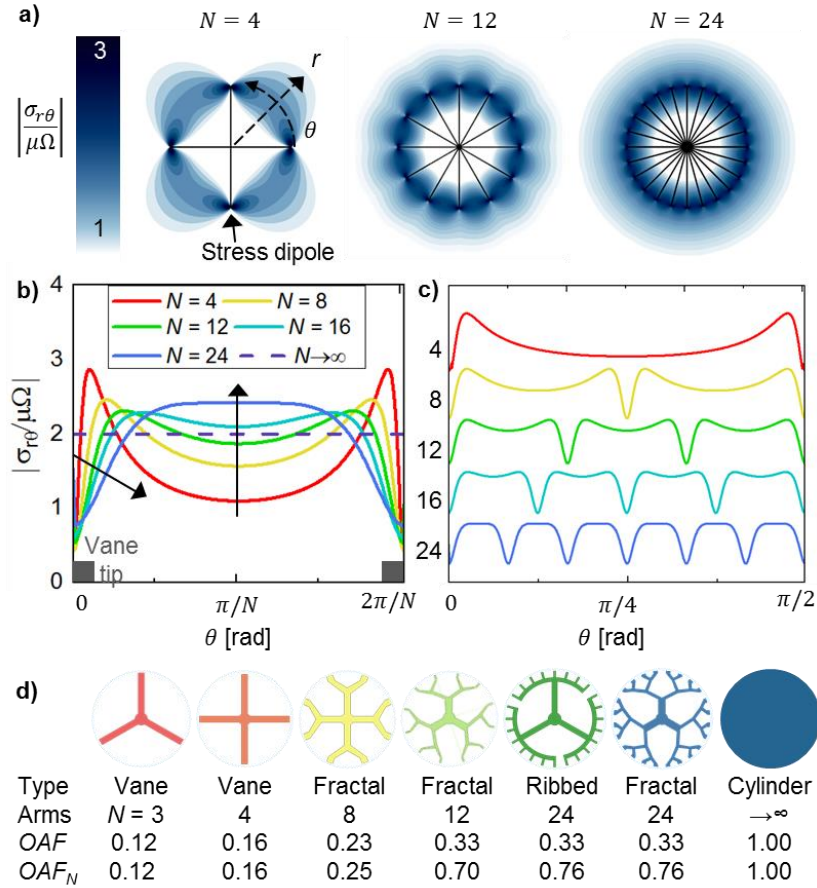 a)
N = 4
N = 12
N = 24
|σrθ/μΩ|
3
1
r
θ
Stress dipole
b)
|σrθ/μΩ|
4
3
2
1
0
N = 4
N = 8
N = 12
N = 16
N = 24
N→∞
Vane
tip
0
π/N
2π/N
θ [rad]
c)
4
8
12
16
24
0
π/4
π/2
θ [rad]
d)
Type Vane Vane Fractal Fractal Ribbed Fractal Cylinder
Arms N = 3 4 8 12 24 24 →∞
OAF 0.12 0.16 0.23 0.33 0.33 0.33 1.00
OAFN 0.12 0.16 0.25 0.70 0.76 0.76 1.00